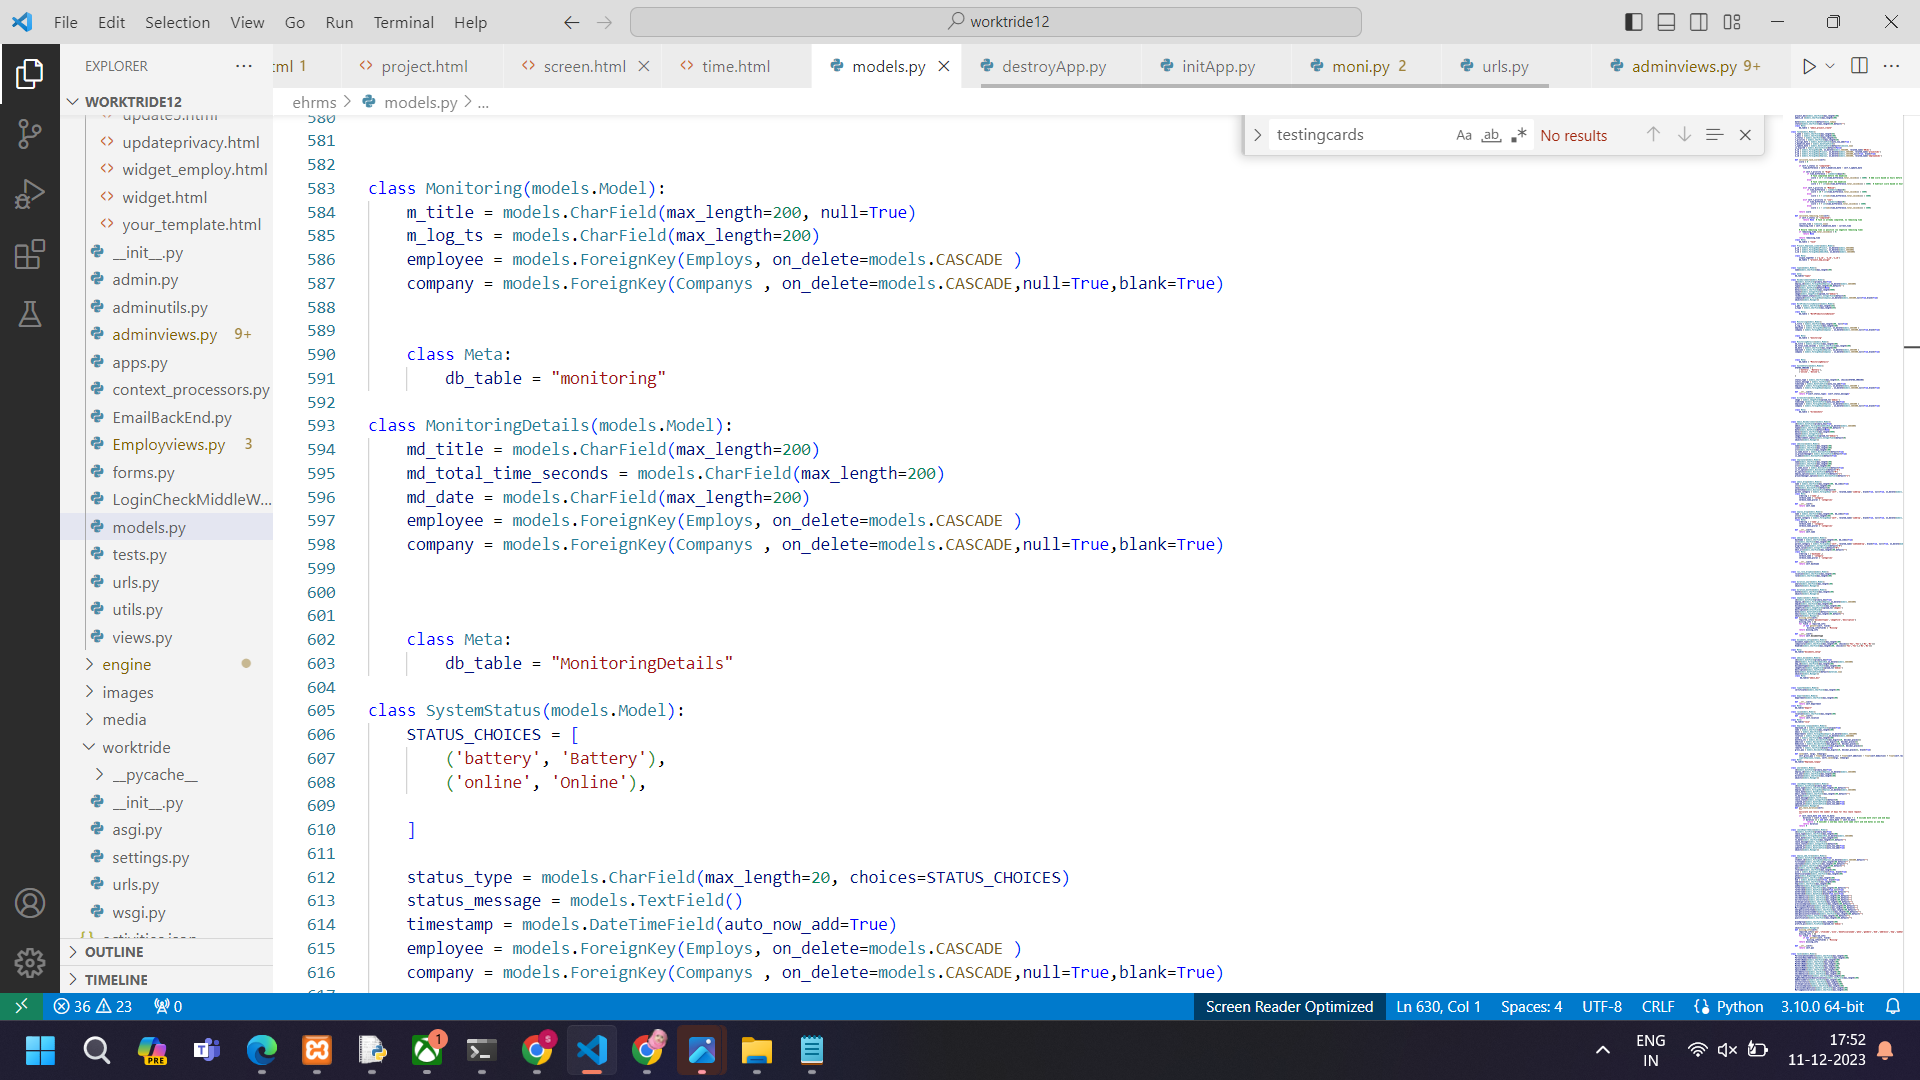 File Edit Selection View Go Run Terminal Help
worktride12
EXPLORER
tml 1
project.html
screen.html
time.html
models.py
destroyApp.py
initApp.py
moni.py 2
urls.py
adminviews.py 9+
WORKTRIDE12
ehrms > models.py > ...
updateprivacy.html
widget_employ.html
widget.html
your_template.html
__init__.py
admin.py
adminutils.py
adminviews.py 9+
apps.py
context_processors.py
EmailBackEnd.py
Employviews.py 3
forms.py
LoginCheckMiddleW...
models.py
tests.py
urls.py
utils.py
views.py
engine
images
media
worktride
__pycache__
__init__.py
asgi.py
settings.py
urls.py
wsgi.py
OUTLINE
TIMELINE
testingcards Aa ab .* No results
580
581
582
583 class Monitoring(models.Model):
584 m_title = models.CharField(max_length=200, null=True)
585 m_log_ts = models.CharField(max_length=200)
586 employee = models.ForeignKey(Employs, on_delete=models.CASCADE )
587 company = models.ForeignKey(Companys , on_delete=models.CASCADE,null=True,blank=True)
588
589
590 class Meta:
591 db_table = "monitoring"
592
593 class MonitoringDetails(models.Model):
594 md_title = models.CharField(max_length=200)
595 md_total_time_seconds = models.CharField(max_length=200)
596 md_date = models.CharField(max_length=200)
597 employee = models.ForeignKey(Employs, on_delete=models.CASCADE )
598 company = models.ForeignKey(Companys , on_delete=models.CASCADE,null=True,blank=True)
599
600
601
602 class Meta:
603 db_table = "MonitoringDetails"
604
605 class SystemStatus(models.Model):
606 STATUS_CHOICES = [
607 ('battery', 'Battery'),
608 ('online', 'Online'),
609
610 ]
611
612 status_type = models.CharField(max_length=20, choices=STATUS_CHOICES)
613 status_message = models.TextField()
614 timestamp = models.DateTimeField(auto_now_add=True)
615 employee = models.ForeignKey(Employs, on_delete=models.CASCADE )
616 company = models.ForeignKey(Companys , on_delete=models.CASCADE,null=True,blank=True)
36 23 0
Screen Reader Optimized Ln 630, Col 1 Spaces: 4 UTF-8 CRLF Python 3.10.0 64-bit
PRE
1
$
ENG
IN
17:52
11-12-2023